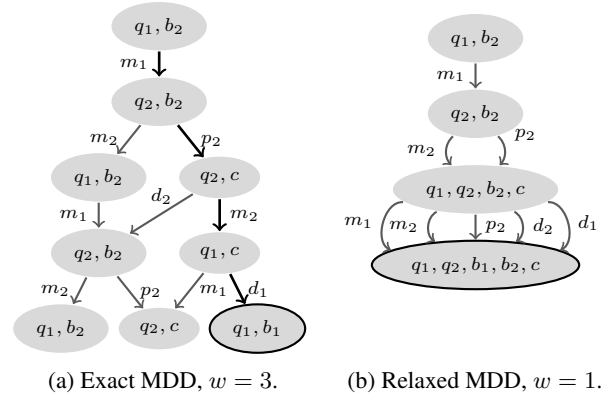 q₁, b₂
m₁
q₂, b₂
m₂ p₂
q₁, b₂ q₂, c
m₁ d₂ m₂
q₂, b₂ q₁, c
m₂ p₂ m₁ d₁
q₁, b₂ q₂, c q₁, b₁
(a) Exact MDD, w = 3.
q₁, b₂
m₁
q₂, b₂
m₂ p₂
q₁, q₂, b₂, c
m₁ m₂ p₂ d₂ d₁
q₁, q₂, b₁, b₂, c
(b) Relaxed MDD, w = 1.